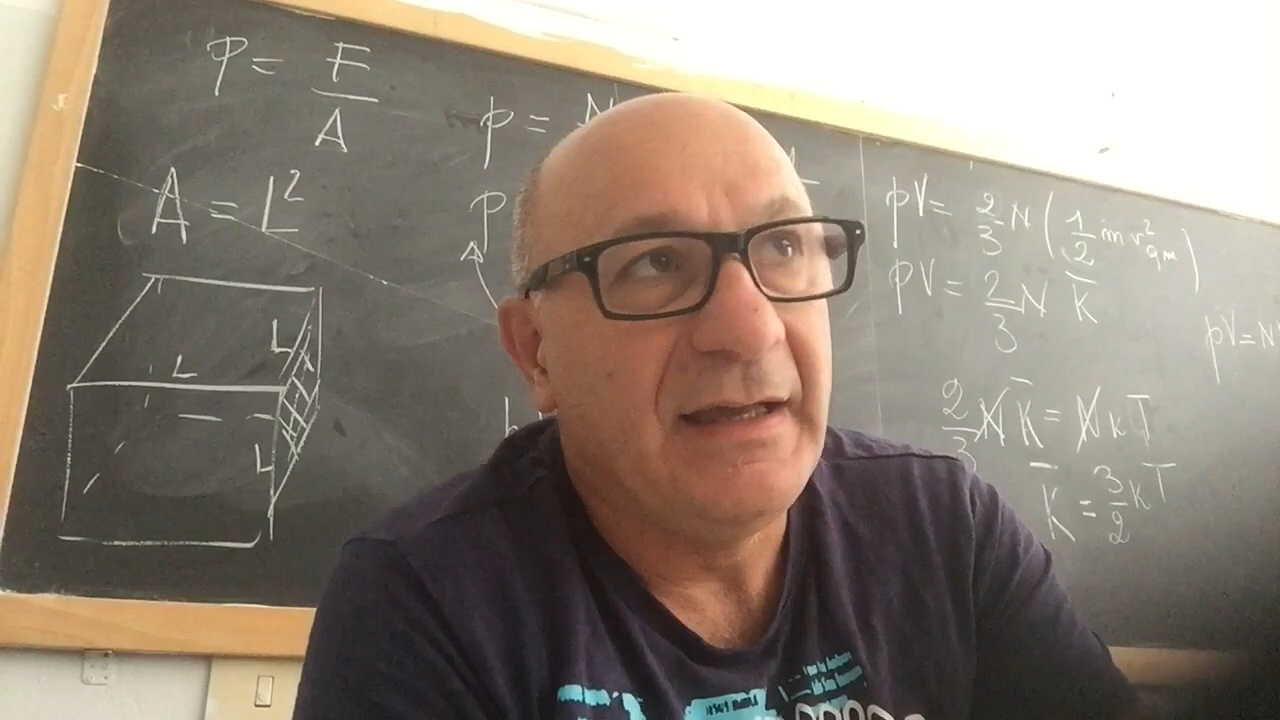 p = F/A
A = L²
L
L
L
p = N
p
pV = 2/3 N (1/2 m v²qm)
pV = 2/3 N K̄
pV = N
2/3 N K̄ = N k T
K̄ = 3/2 k T